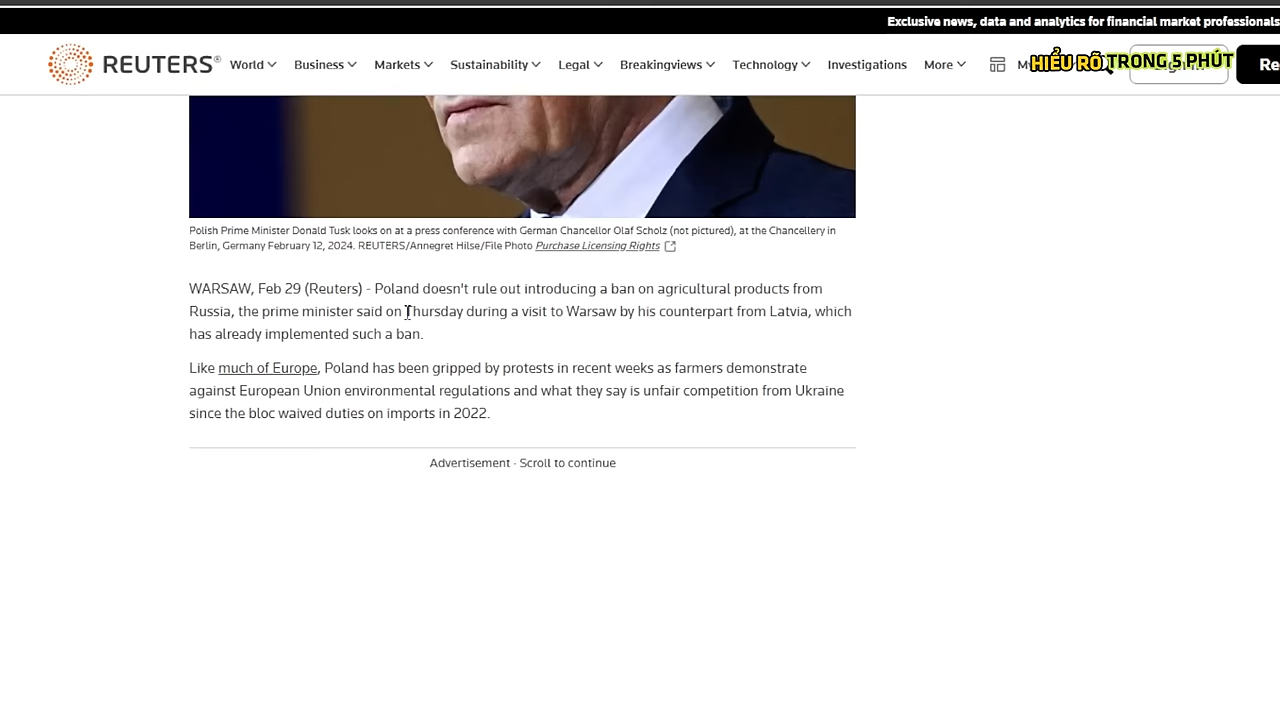 Exclusive news, data and analytics for financial market professionals
REUTERS® World Business Markets Sustainability Legal Breakingviews Technology Investigations More
HIỂU RÕ TRONG 5 PHÚT
Polish Prime Minister Donald Tusk looks on at a press conference with German Chancellor Olaf Scholz (not pictured), at the Chancellery in
Berlin, Germany February 12, 2024. REUTERS/Annegret Hilse/File Photo Purchase Licensing Rights
WARSAW, Feb 29 (Reuters) - Poland doesn't rule out introducing a ban on agricultural products from
Russia, the prime minister said on Thursday during a visit to Warsaw by his counterpart from Latvia, which
has already implemented such a ban.
Like much of Europe, Poland has been gripped by protests in recent weeks as farmers demonstrate
against European Union environmental regulations and what they say is unfair competition from Ukraine
since the bloc waived duties on imports in 2022.
Advertisement · Scroll to continue